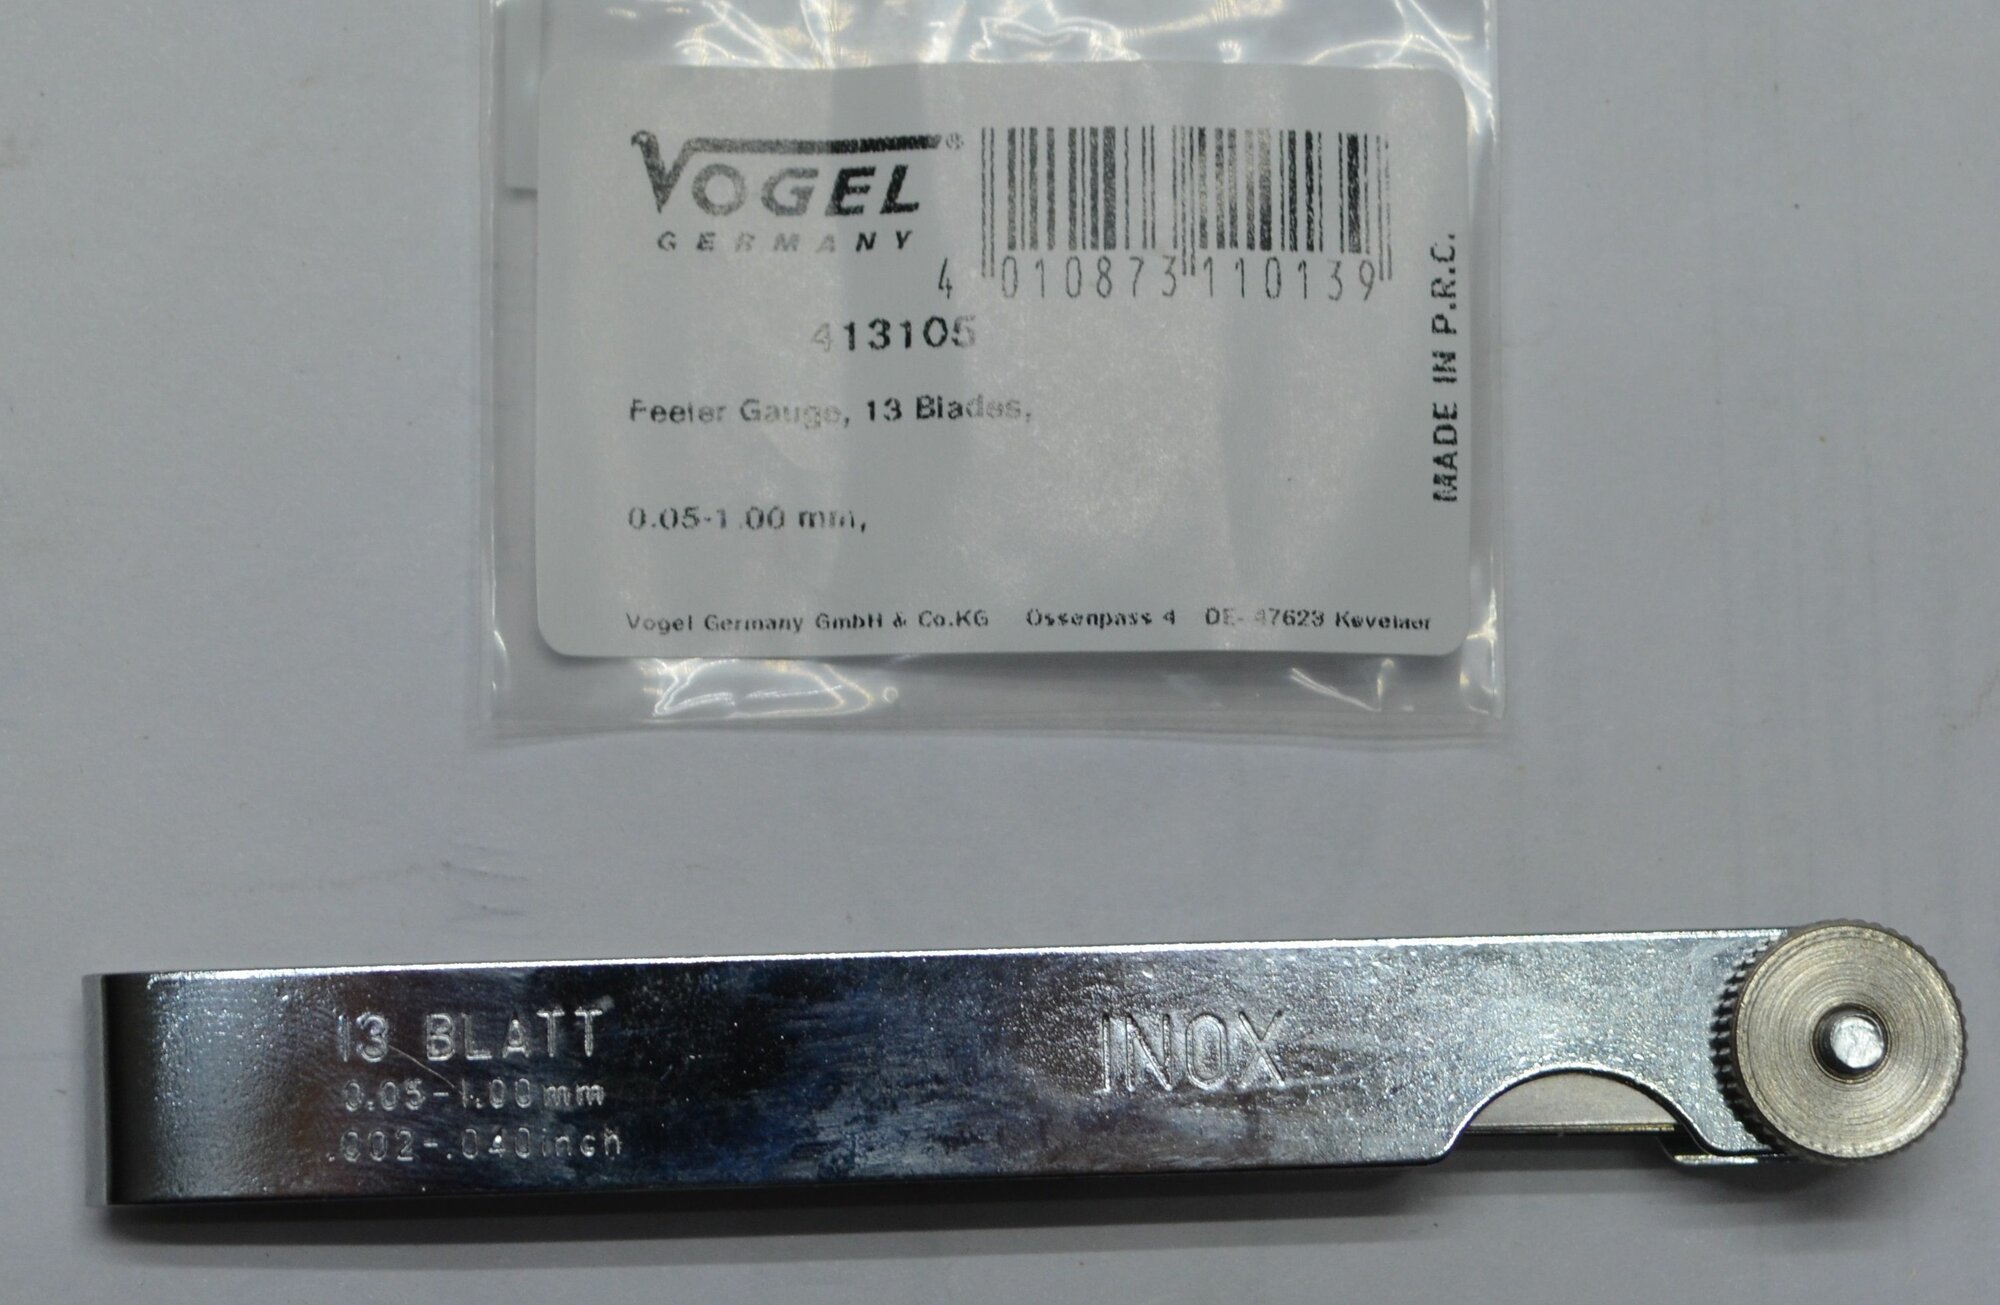 VOGEL®
GERMANY
4 010873 110139
413105
Feeler Gauge, 13 Blades,
0.05-1.00 mm,
MADE IN P.R.C.
Vogel Germany GmbH & Co.KG Ossenpass 4 DE- 47623 Kevelaer
13 BLATT
0.05-1.00mm
.002-.040inch
INOX